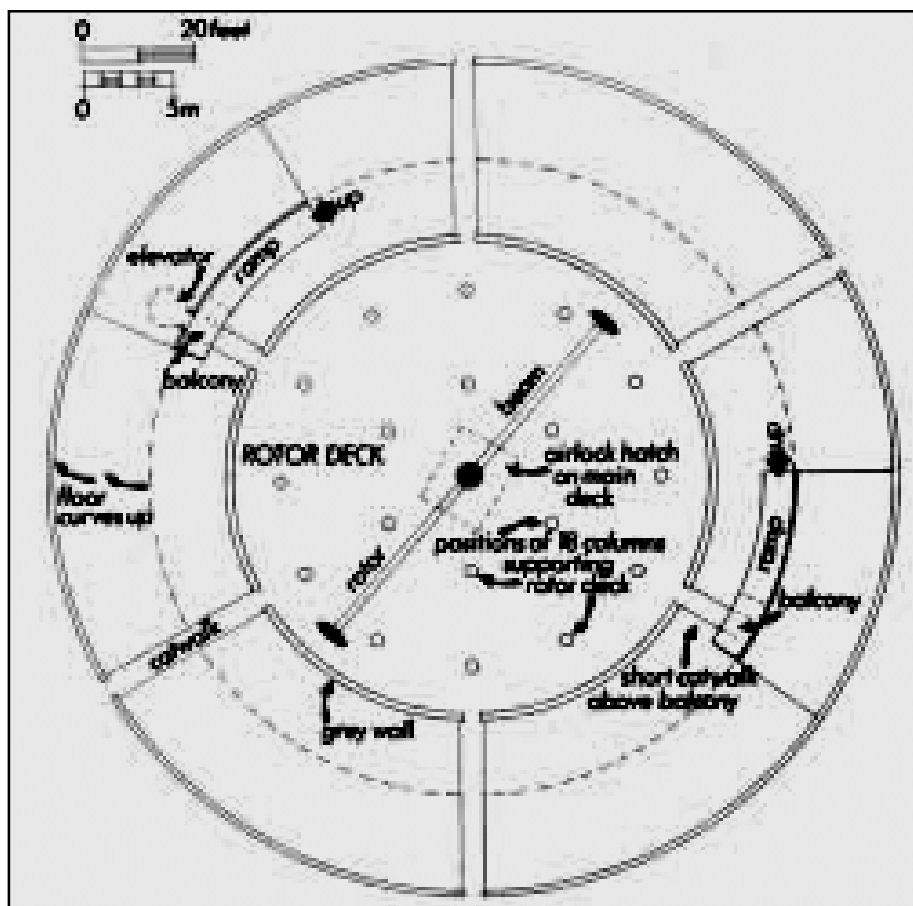 0 20 feet
0 5m
up
elevator
ramp
balcony
beam
ROTOR DECK
airlock hatch
on main
deck
up
floor
curves up
positions of 18 columns
supporting
rotor deck
rotor
ramp
balcony
catwalk
short catwalk
above balcony
grey wall